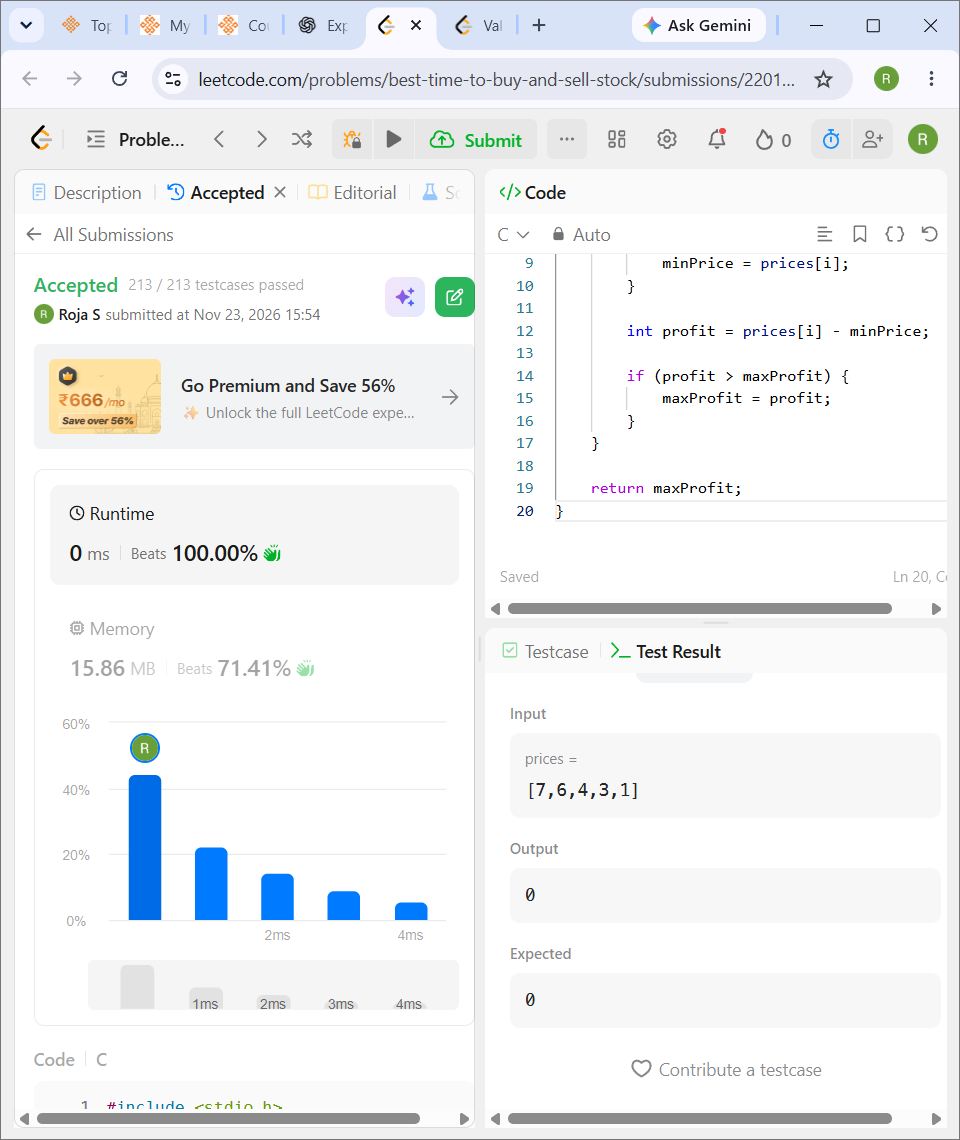 Top
My
Cou
Exp
Val
Ask Gemini
leetcode.com/problems/best-time-to-buy-and-sell-stock/submissions/2201...
R
Proble...
Submit
0
R
Description
Accepted
Editorial
All Submissions
Accepted 213 / 213 testcases passed
R Roja S submitted at Nov 23, 2026 15:54
₹666/mo
Save over 56%
Go Premium and Save 56%
Unlock the full LeetCode expe...
Runtime
0 ms Beats 100.00%
Memory
15.86 MB Beats 71.41%
60%
40%
20%
0%
R
2ms
4ms
1ms
2ms
3ms
4ms
Code C
1 #include <stdio.h>
</> Code
C Auto
9 minPrice = prices[i];
10 }
11
12 int profit = prices[i] - minPrice;
13
14 if (profit > maxProfit) {
15 maxProfit = profit;
16 }
17 }
18
19 return maxProfit;
20 }
Saved
Ln 20, Co
Testcase
Test Result
Input
prices =
[7,6,4,3,1]
Output
0
Expected
0
Contribute a testcase